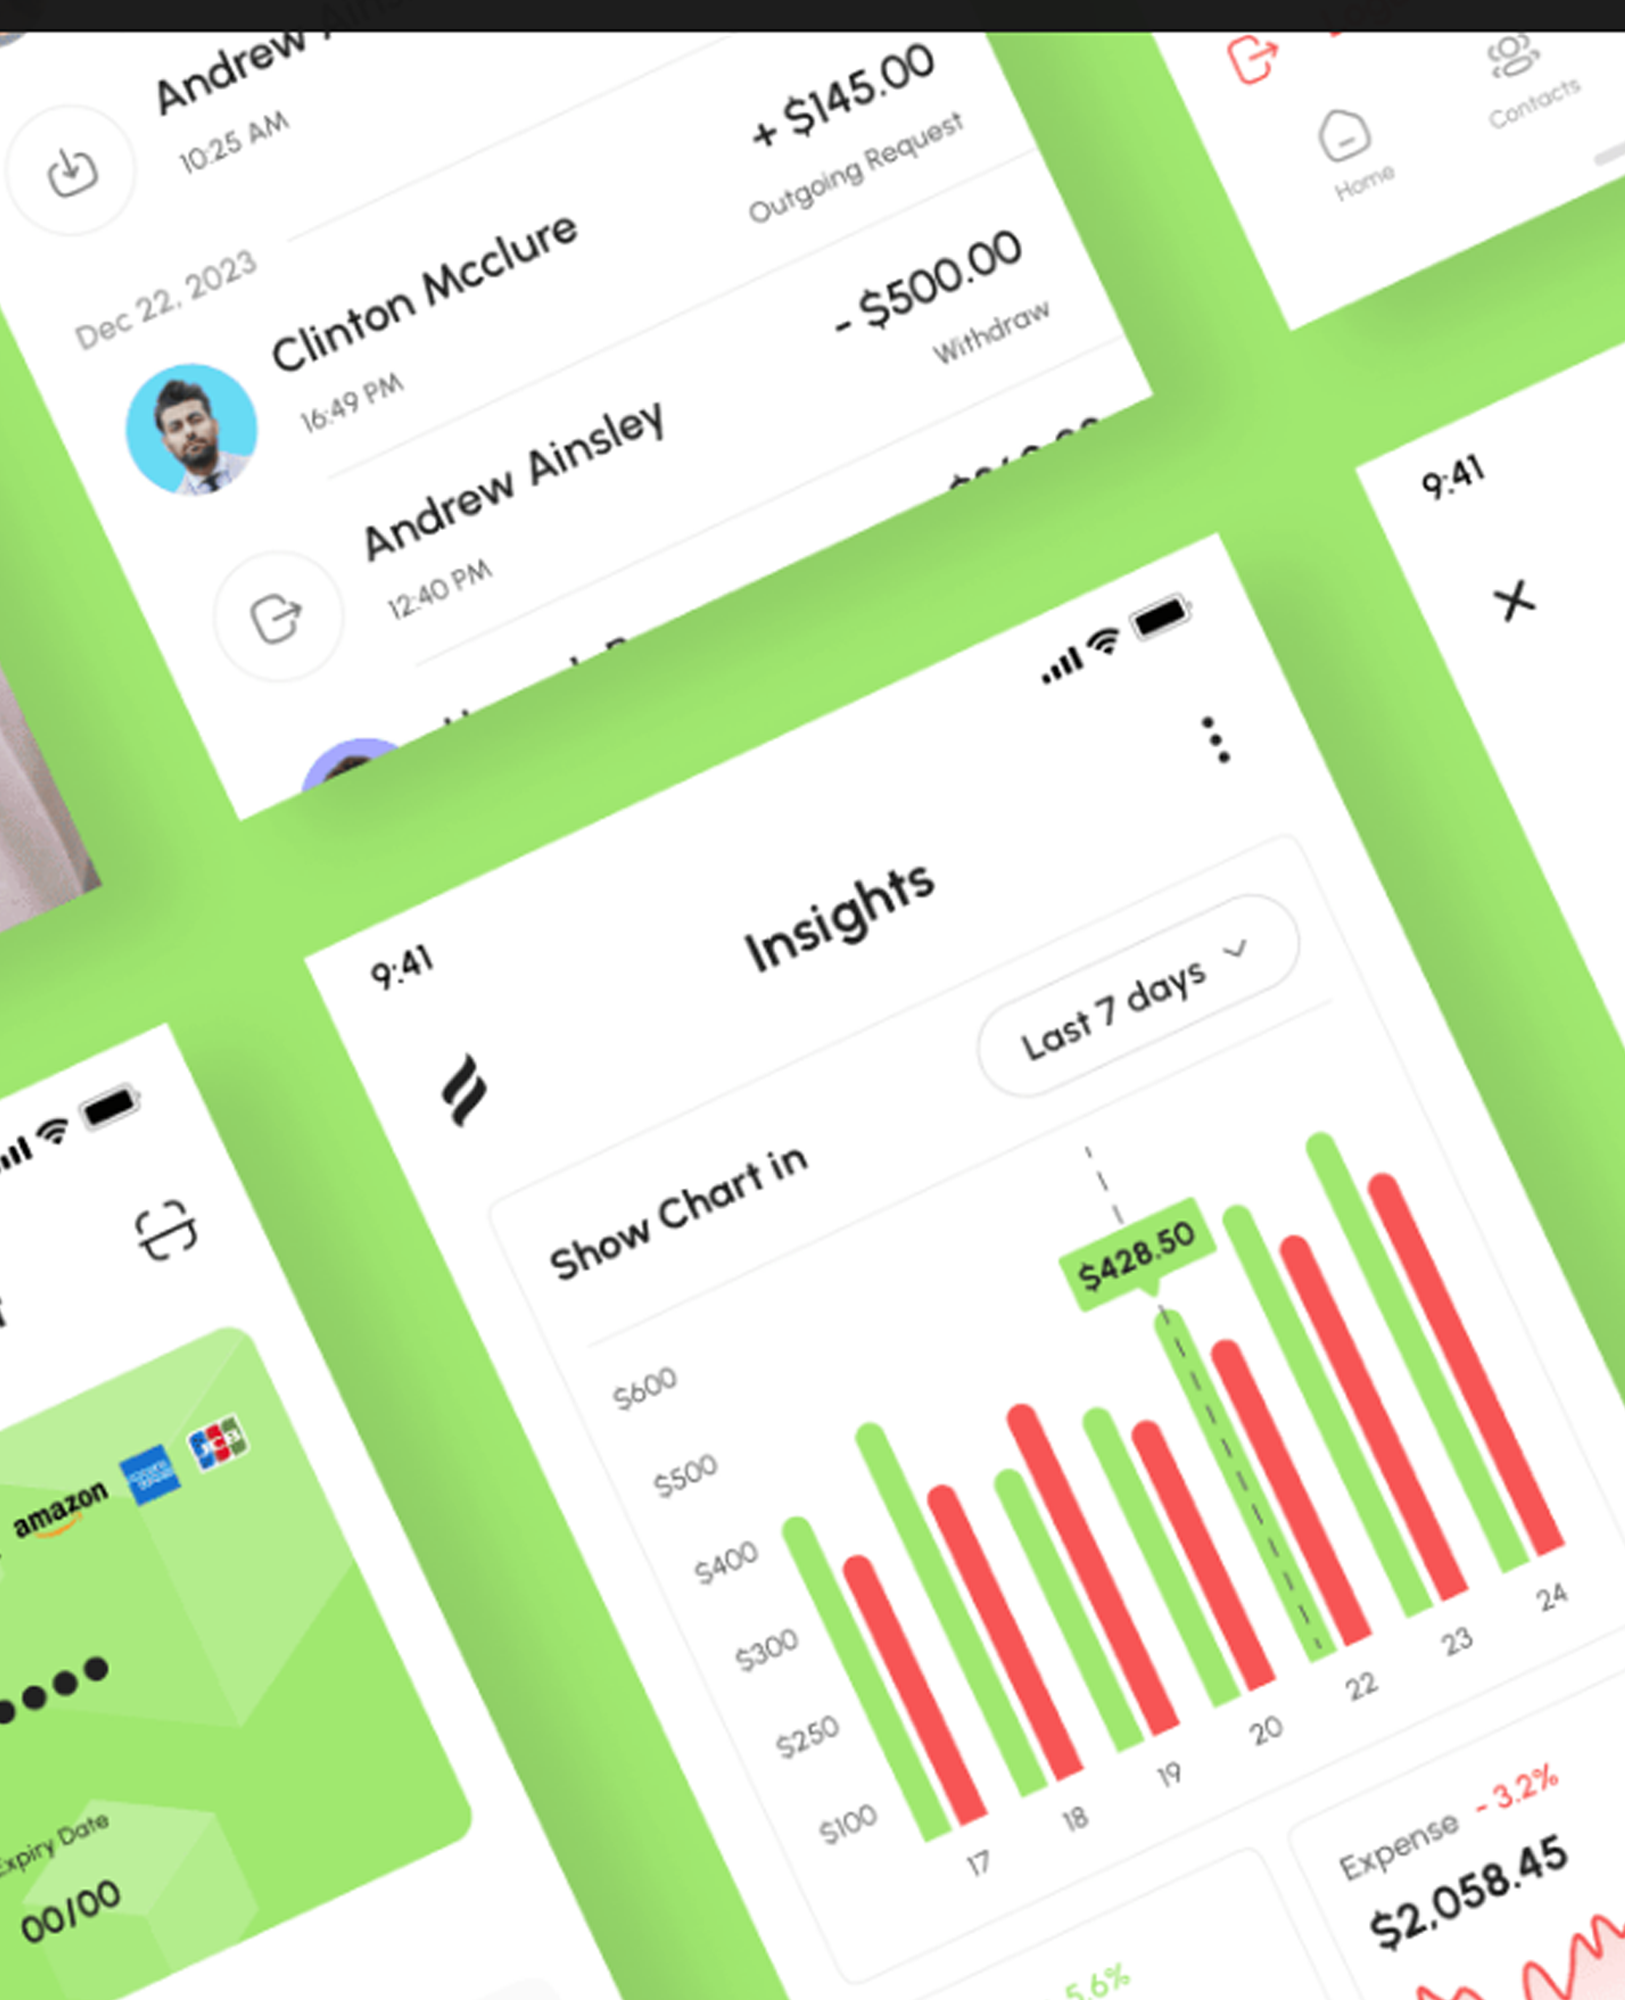 Andrew
10:25 AM
+ $145.00
Outgoing Request
Dec 22, 2023
Clinton Mcclure
16:49 PM
- $500.00
Withdraw
Andrew Ainsley
12:40 PM
Home
Contacts
9:41
9:41
Insights
Show Chart in
Last 7 days
$428.50
$600
$500
$400
$300
$250
$100
17
18
19
20
22
23
24
Expense - 3.2%
$2,058.45
5.6%
amazon
JCB
Expiry Date
00/00